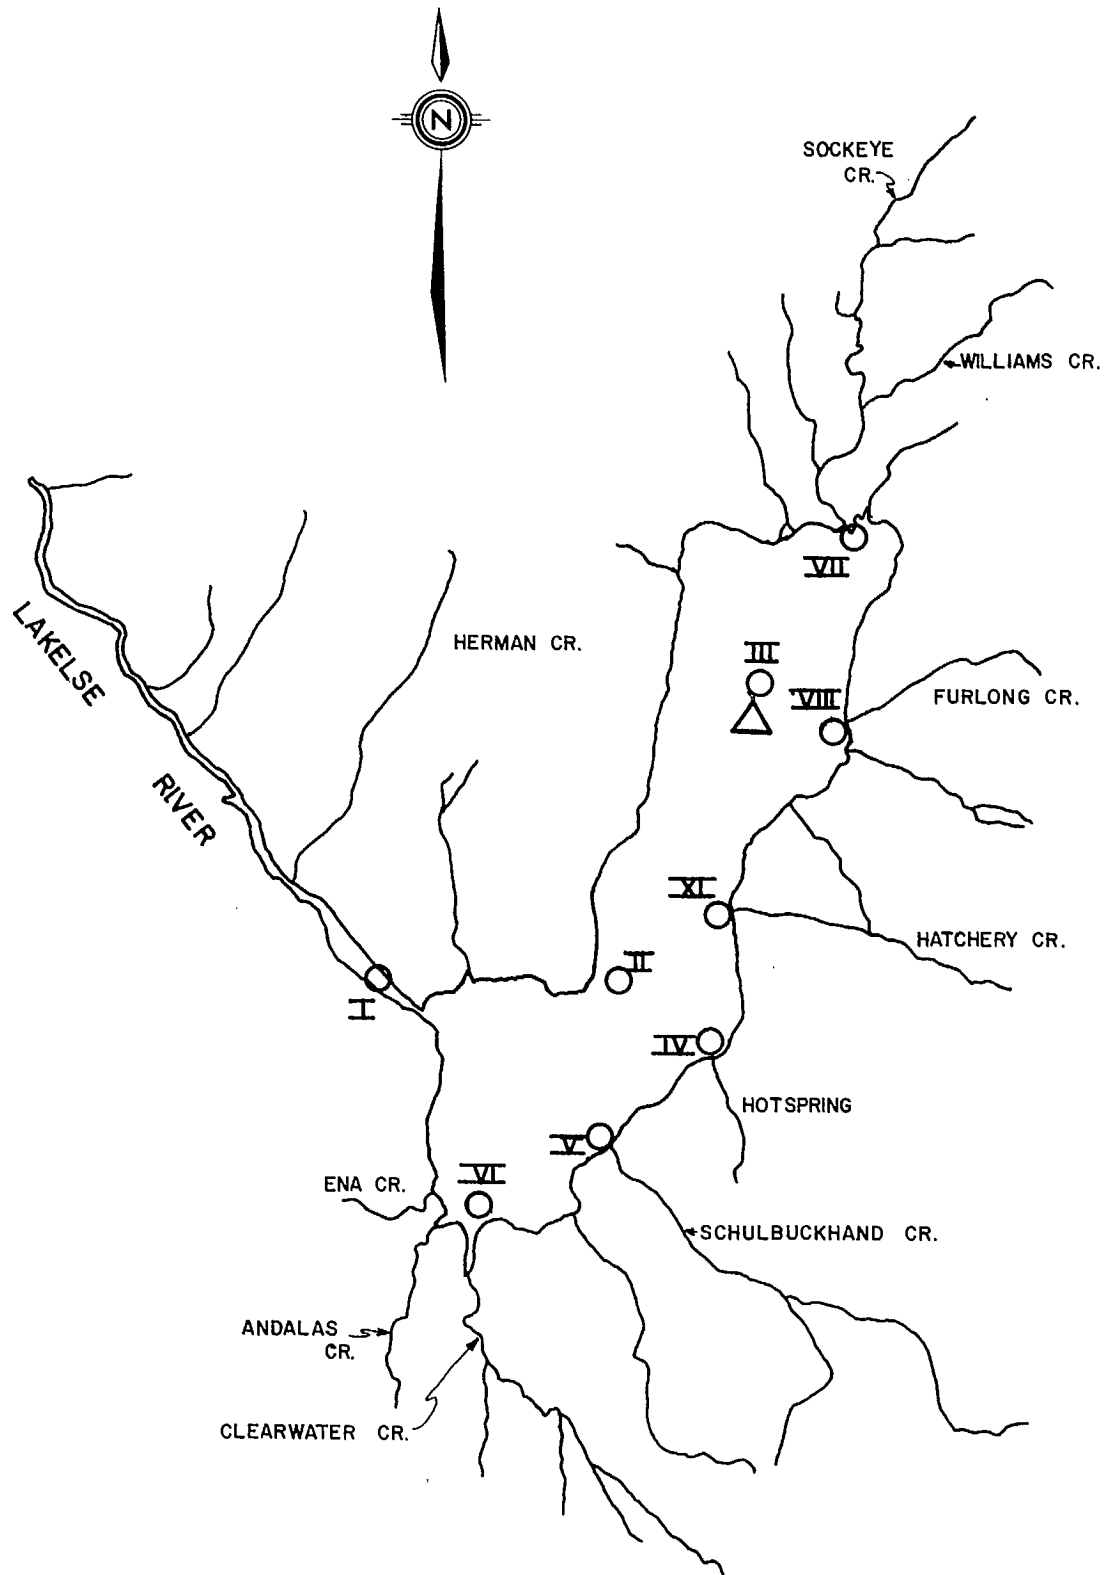 N
SOCKEYE
CR.
WILLIAMS CR.
VII
LAKELSE
RIVER
HERMAN CR.
III
VIII
FURLONG CR.
XI
HATCHERY CR.
II
I
IV
HOTSPRING
V
VI
ENA CR.
SCHULBUCKHAND CR.
ANDALAS
CR.
CLEARWATER CR.